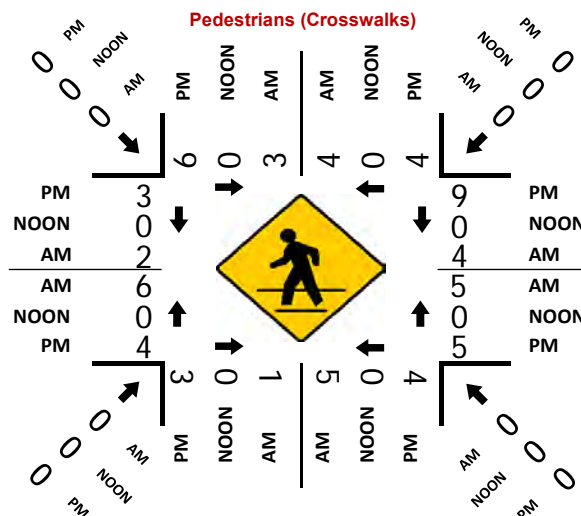 Pedestrians (Crosswalks)
PM NOON AM
0 0 0
PM NOON AM
AM NOON PM
PM NOON AM
0 0 0
9 0 3
4 0 4
PM 3
NOON 0
AM 2
AM 6
NOON 0
PM 4
9 PM
0 NOON
4 AM
5 AM
0 NOON
5 PM
3 0 1
5 0 4
PM NOON AM
AM NOON PM
0 0 0
AM NOON PM
0 0 0
AM NOON PM